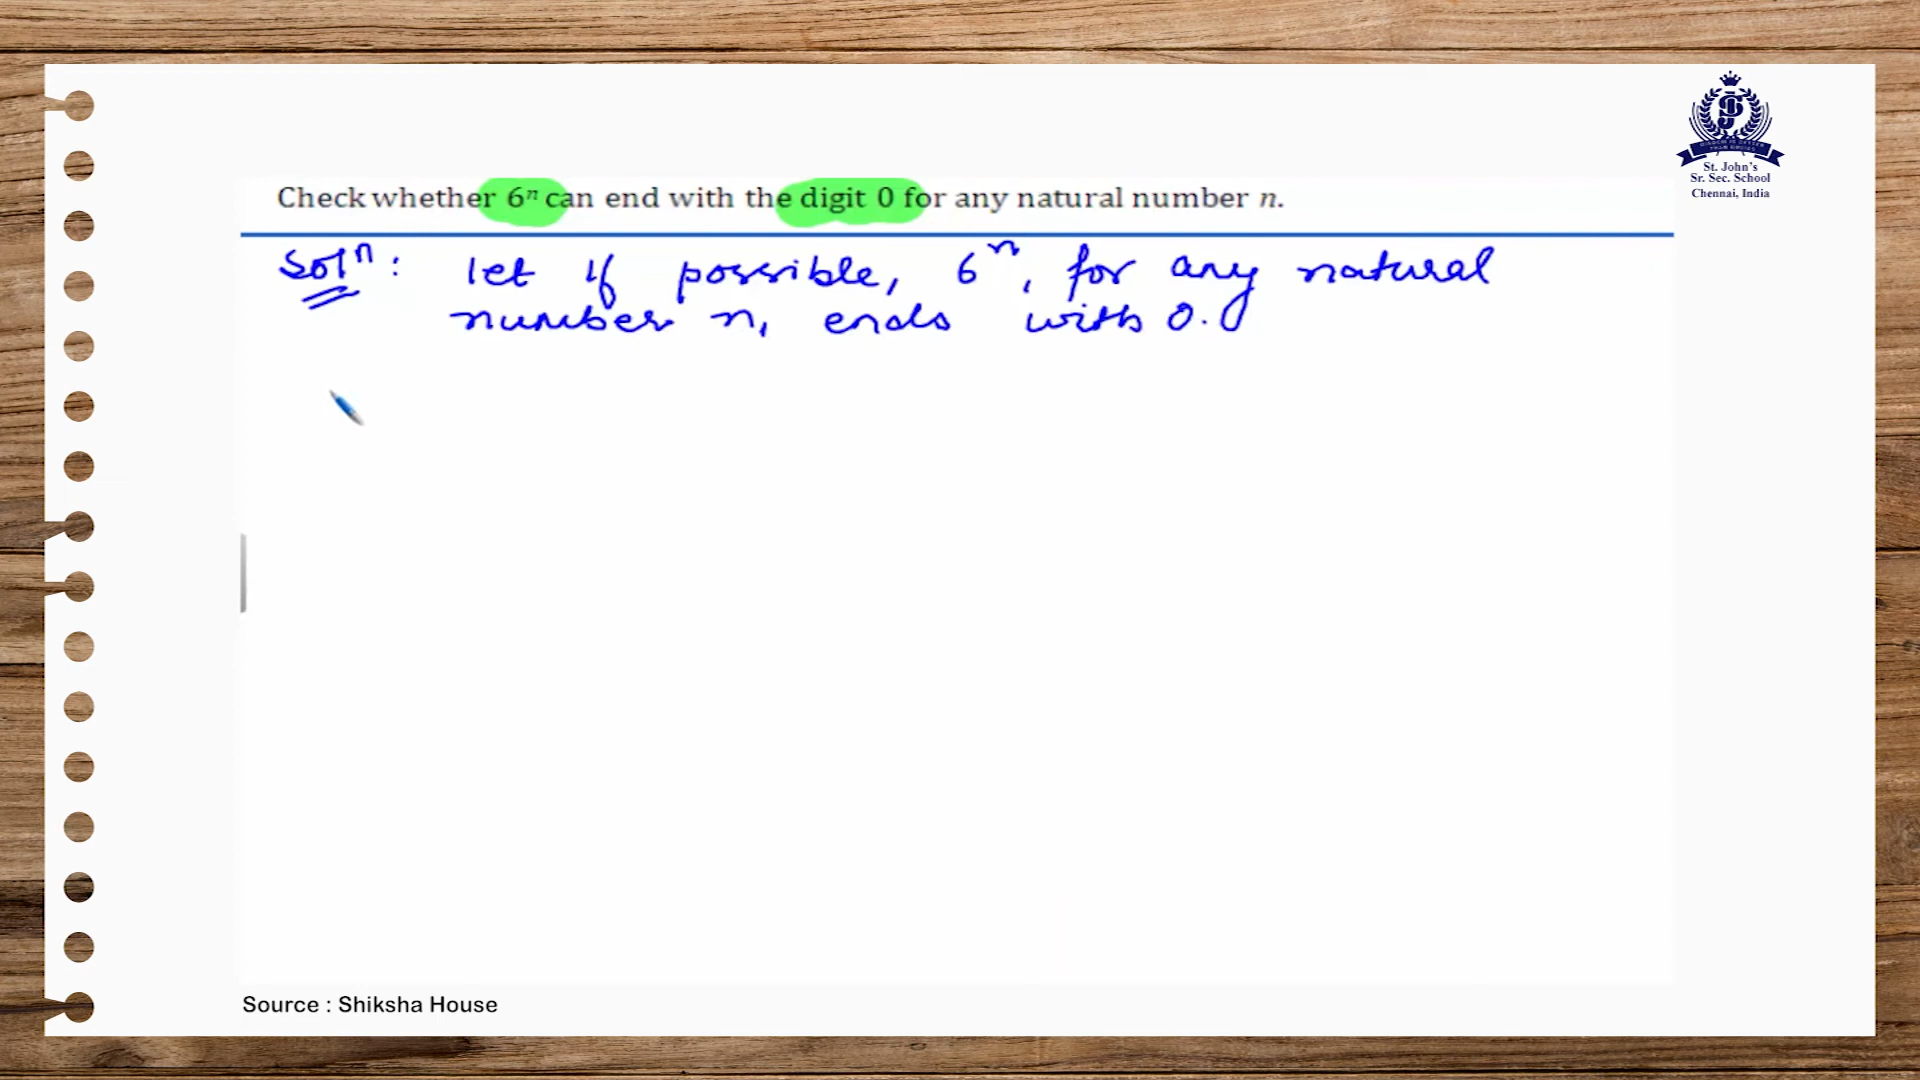 St. John's
Sr. Sec. School
Chennai, India
Check whether 6ⁿ can end with the digit 0 for any natural number n.
Solⁿ : let if possible, 6ⁿ, for any natural
number n, ends with 0.
Source : Shiksha House